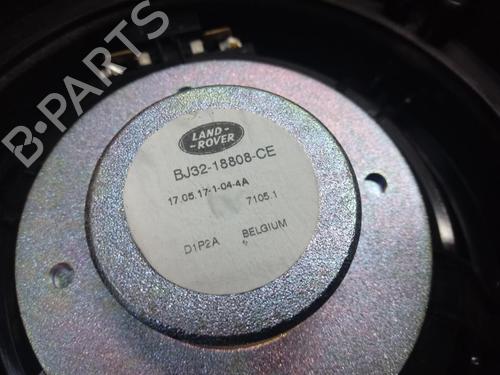 B-PARTS
LAND-
-ROVER
BJ32-18808-CE
17.05.17-1-04-4A
7105.1
D1P2A BELGIUM